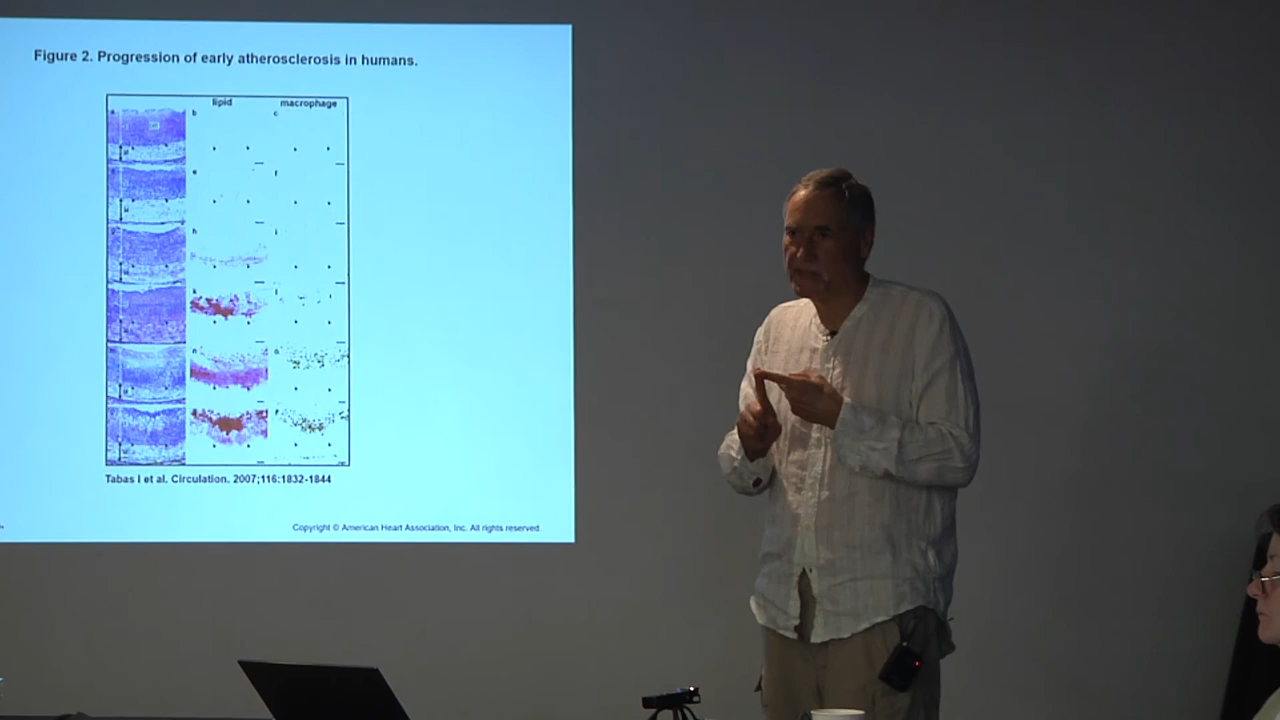 Figure 2. Progression of early atherosclerosis in humans.
lipid macrophage
b c
e f
h
Tabas I et al. Circulation. 2007;116:1832-1844
Copyright © American Heart Association, Inc. All rights reserved.